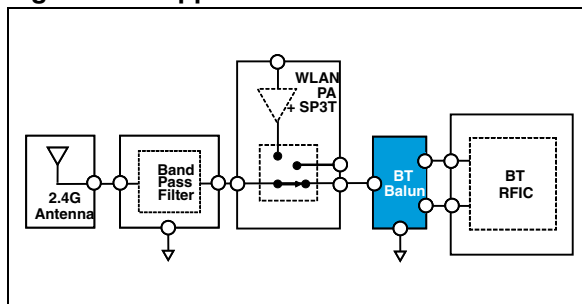 WLAN
PA
+ SP3T
2.4G
Antenna
Band
Pass
Filter
BT
Balun
BT
RFIC